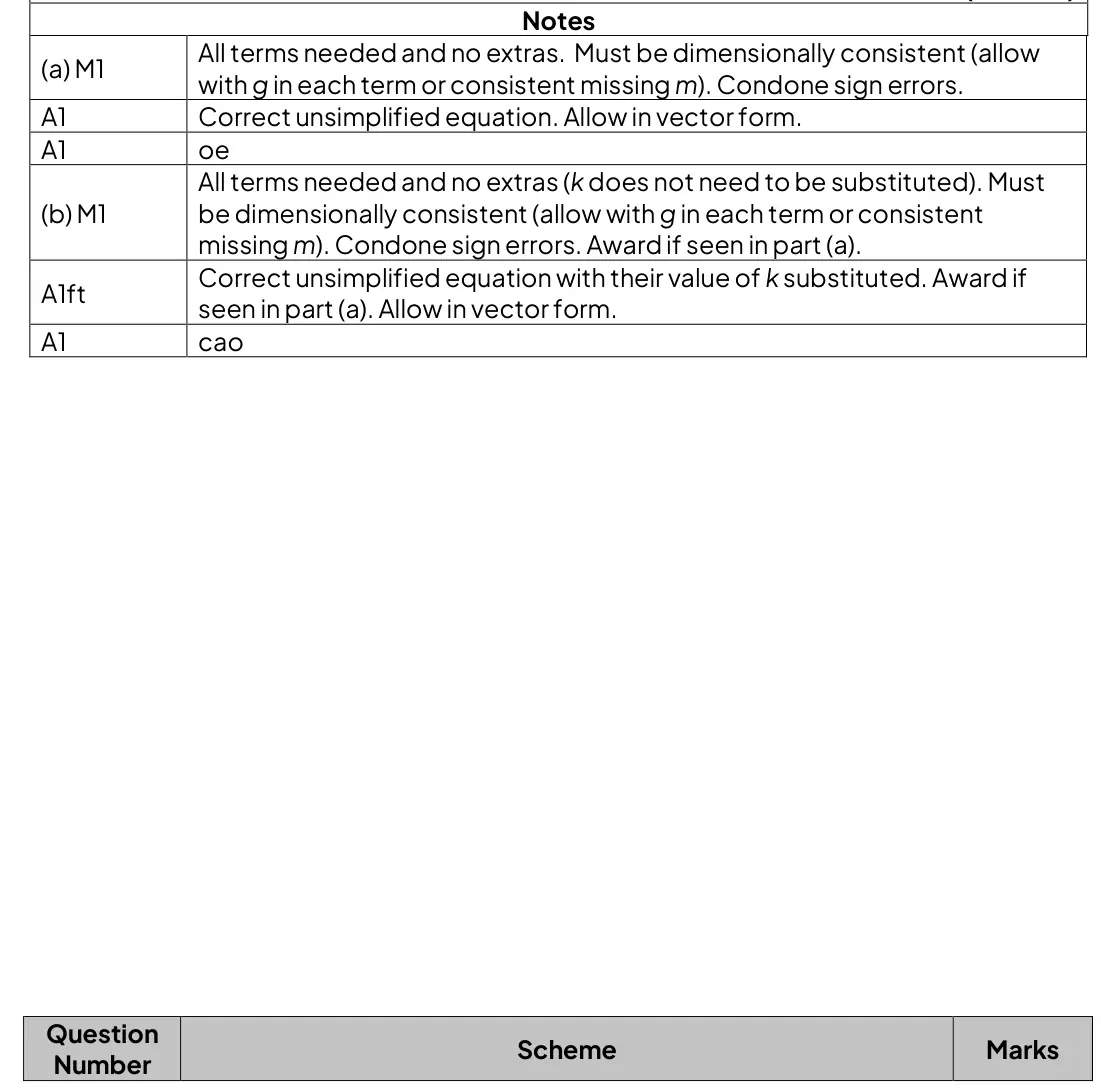 Notes
(a) M1
All terms needed and no extras. Must be dimensionally consistent (allow
with g in each term or consistent missing m). Condone sign errors.
A1
Correct unsimplified equation. Allow in vector form.
A1
oe
(b) M1
All terms needed and no extras (k does not need to be substituted). Must
be dimensionally consistent (allow with g in each term or consistent
missing m). Condone sign errors. Award if seen in part (a).
A1ft
Correct unsimplified equation with their value of k substituted. Award if
seen in part (a). Allow in vector form.
A1
cao
Question
Number
Scheme
Marks